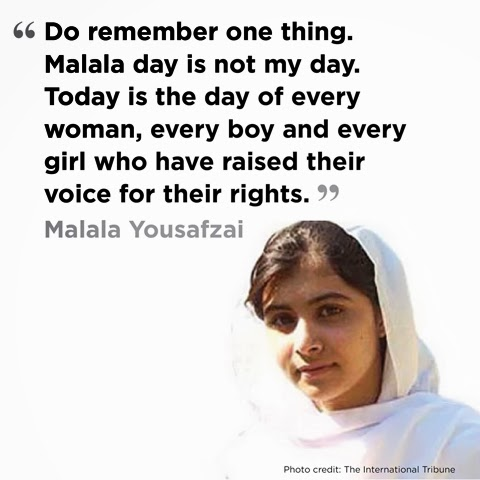 “ Do remember one thing.
Malala day is not my day.
Today is the day of every
woman, every boy and every
girl who have raised their
voice for their rights. ”
Malala Yousafzai
Photo credit: The International Tribune